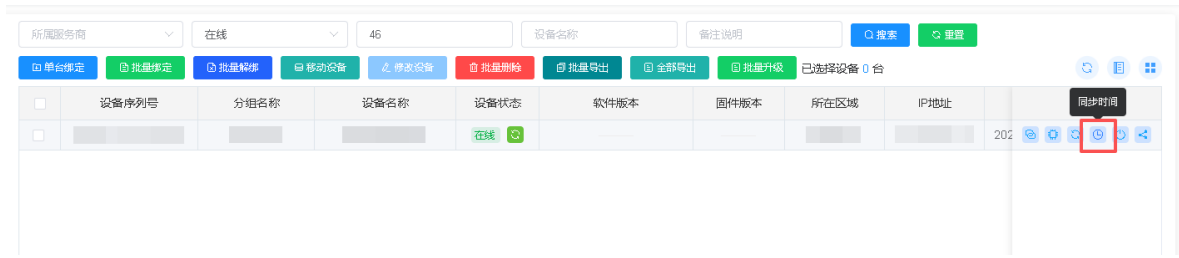 所属服务商 在线 46 设备名称 备注说明 搜索 重置
单台绑定 批量绑定 批量解绑 移动设备 修改设备 批量删除 批量导出 全部导出 批量升级 已选择设备 0 台
设备序列号 分组名称 设备名称 设备状态 软件版本 固件版本 所在区域 IP地址 同步时间
在线 202